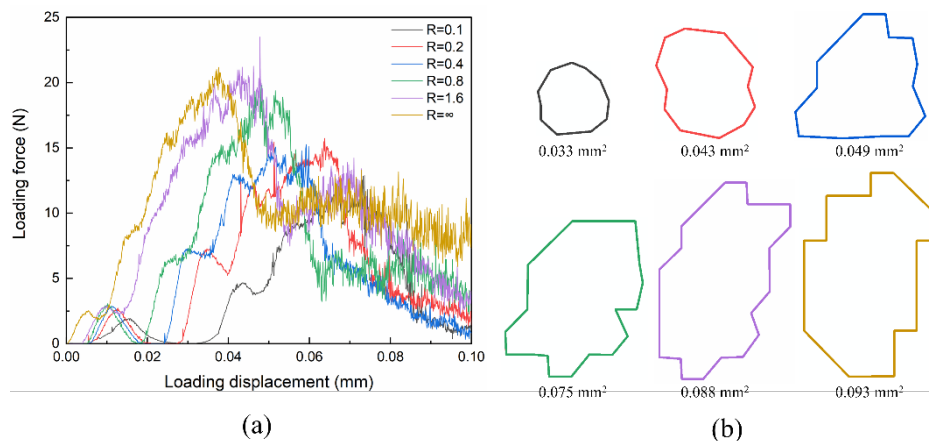 (a)
25
20
15
10
5
0
Loading force (N)
R=0.1
R=0.2
R=0.4
R=0.8
R=1.6
R=∞
0.00
0.02
0.04
0.06
0.08
0.10
Loading displacement (mm)
(a)
(b)
0.033 mm²
0.043 mm²
0.049 mm²
0.075 mm²
0.088 mm²
0.093 mm²
(b)